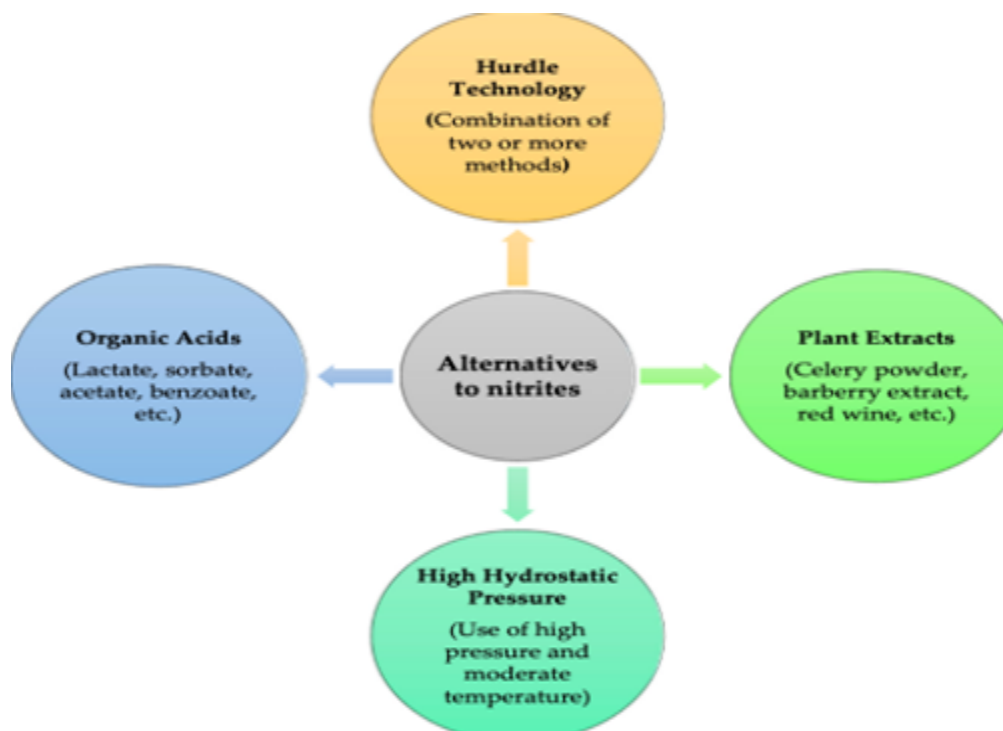 Hurdle
Technology
(Combination of
two or more
methods)
Organic Acids
(Lactate, sorbate,
acetate, benzoate,
etc.)
Alternatives
to nitrites
Plant Extracts
(Celery powder,
barberry extract,
red wine, etc.)
High Hydrostatic
Pressure
(Use of high
pressure and
moderate
temperature)